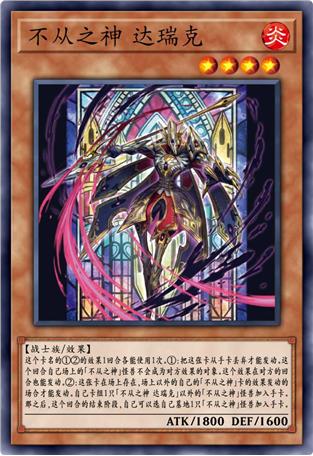 不从之神 达瑞克
炎
【战士族/效果】
这个卡名的①②的效果1回合各能使用1次。①:把这张卡从手卡丢弃才能发动。这
个回合自己场上的「不从之神」怪兽不会成为对方效果的对象。这个效果在对方的回
合也能发动。②:这张卡在场上存在,场上以外的自己的「不从之神」卡的效果发动的
场合才能发动。自己卡组1只「不从之神 达瑞克」以外的「不从之神」怪兽加入手卡。
那之后,这个回合的结束阶段,自己可以选自己墓地1只「不从之神」怪兽加入手卡。
ATK/1800 DEF/1600